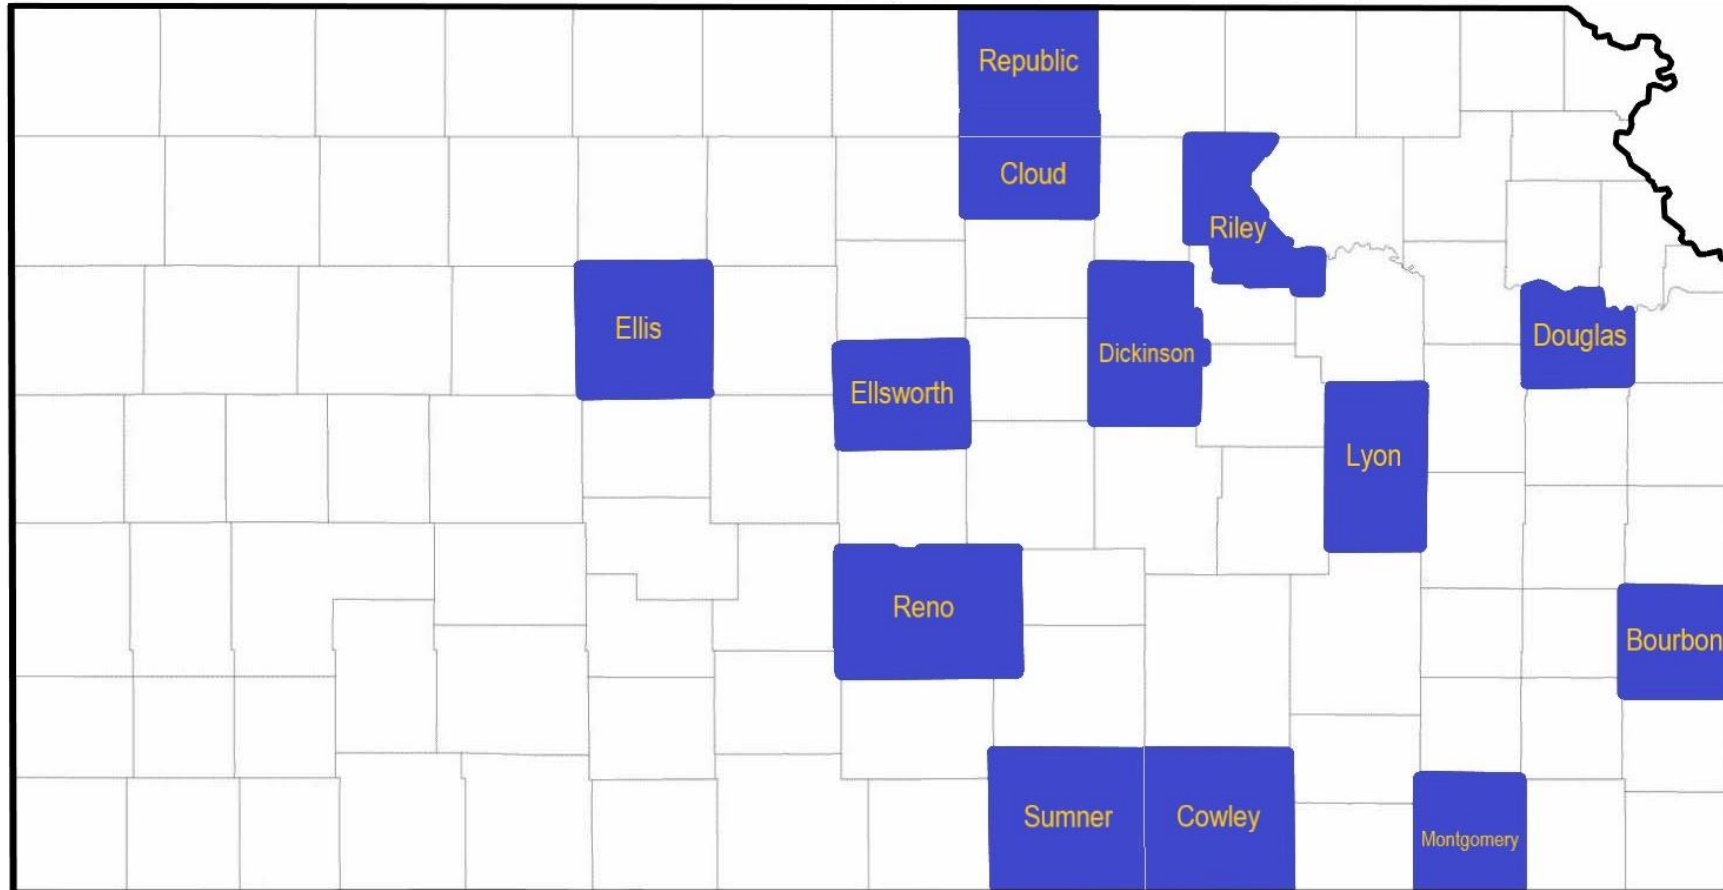 Republic
Cloud
Riley
Ellis
Douglas
Dickinson
Ellsworth
Lyon
Reno
Bourbon
Sumner
Cowley
Montgomery